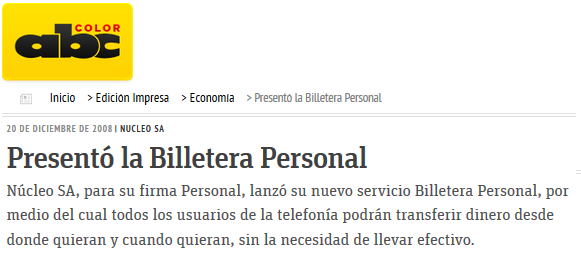 COLOR
abc
Inicio > Edición Impresa > Economía > Presentó la Billetera Personal
20 DE DICIEMBRE DE 2008 | NUCLEO SA
Presentó la Billetera Personal
Núcleo SA, para su firma Personal, lanzó su nuevo servicio Billetera Personal, por
medio del cual todos los usuarios de la telefonía podrán transferir dinero desde
donde quieran y cuando quieran, sin la necesidad de llevar efectivo.